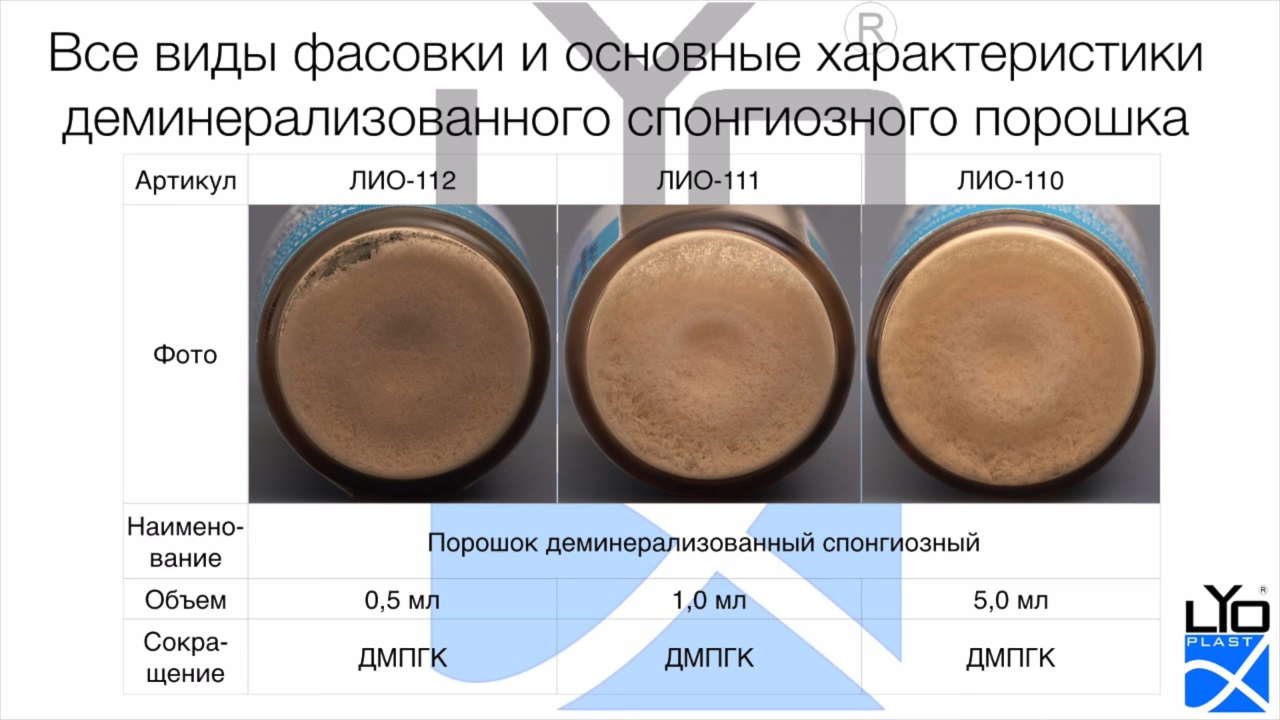 Все виды фасовки и основные характеристики
деминерализованного спонгиозного порошка
Артикул ЛИО-112 ЛИО-111 ЛИО-110
Фото
Наимено-
вание
Порошок деминерализованный спонгиозный
Объем 0,5 мл 1,0 мл 5,0 мл
Сокра-
щение
ДМПГК ДМПГК ДМПГК
LYO®
PLAST
LYO ®